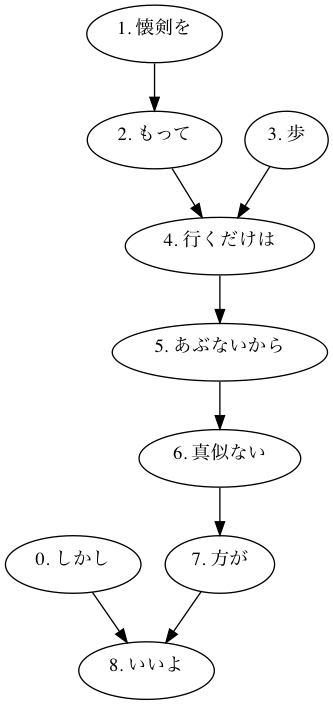 1. 懐剣を
2. もって
3. 歩
4. 行くだけは
5. あぶないから
6. 真似ない
0. しかし
7. 方が
8. いいよ